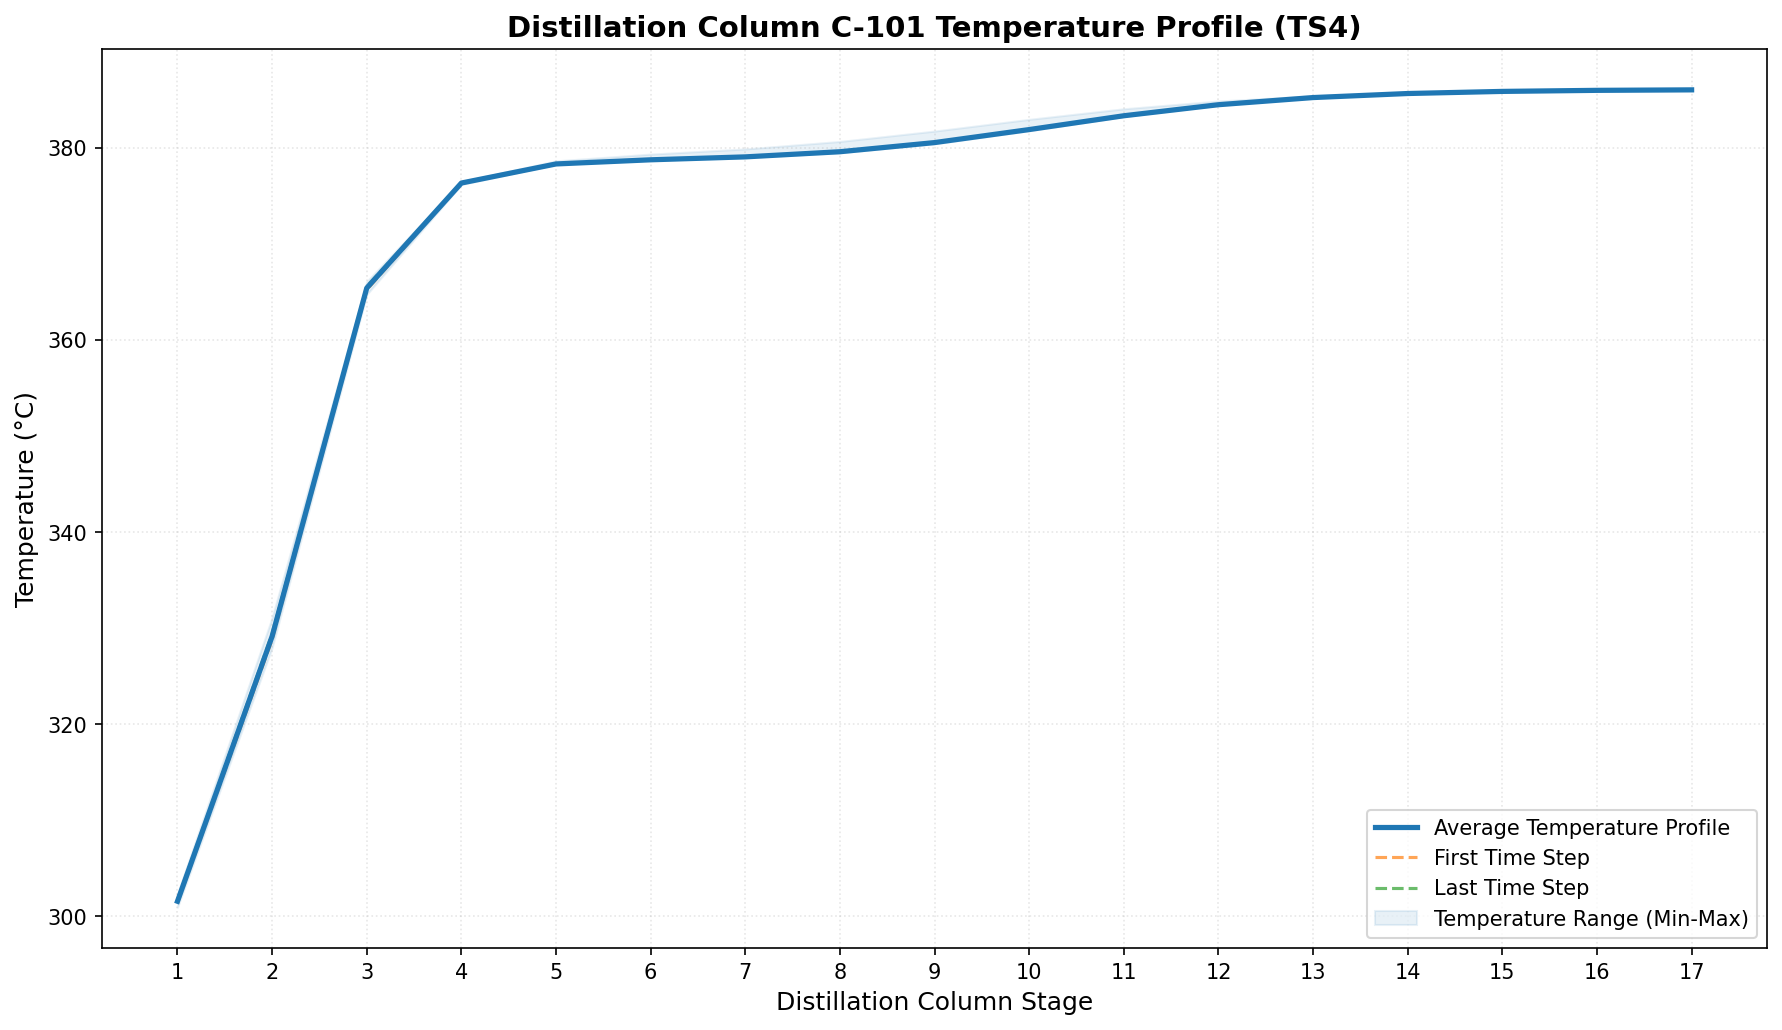 Distillation Column C-101 Temperature Profile (TS4)
Temperature (°C)
380
360
340
320
300
Average Temperature Profile
First Time Step
Last Time Step
Temperature Range (Min-Max)
1 2 3 4 5 6 7 8 9 10 11 12 13 14 15 16 17
Distillation Column Stage